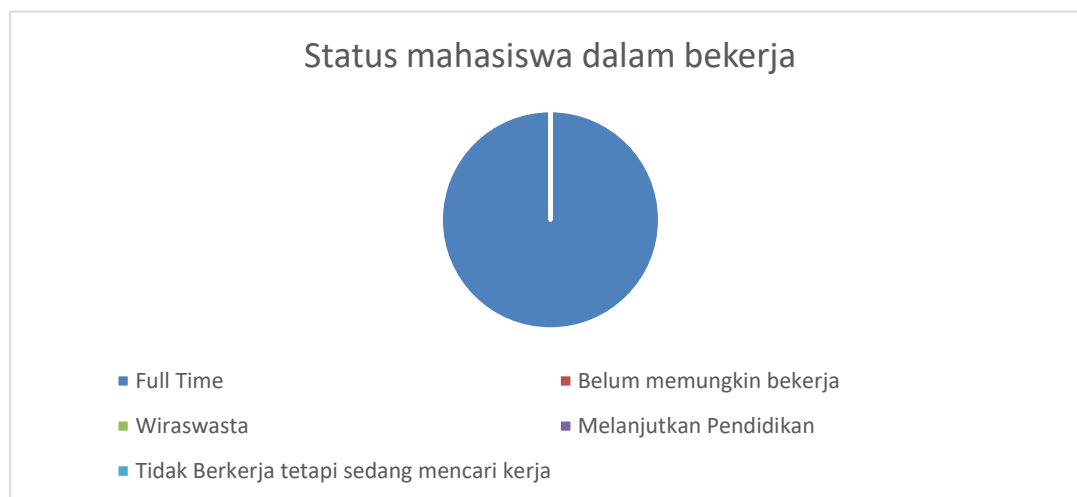 Status mahasiswa dalam bekerja
Full Time
Belum memungkin bekerja
Wiraswasta
Melanjutkan Pendidikan
Tidak Berkerja tetapi sedang mencari kerja